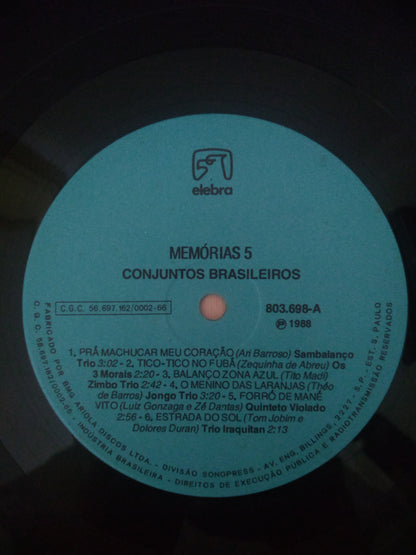 elebra
MEMÓRIAS 5
CONJUNTOS BRASILEIROS
C.G.C. 56.697.162/0002-66
803.698-A
℗ 1988
1. PRÁ MACHUCAR MEU CORAÇÃO (Ari Barroso) Sambalanço
Trio 3:02 - 2. TICO-TICO NO FUBÁ (Zequinha de Abreu) Os
3 Morais 2:20 - 3. BALANÇO ZONA AZUL (Tito Madi)
Zimbo Trio 2:42 - 4. O MENINO DAS LARANJAS (Théo
de Barros) Jongo Trio 3:20 - 5. FORRÓ DE MANÉ
VITO (Luiz Gonzaga e Zé Dantas) Quinteto Violado
2:56 - 6. ESTRADA DO SOL (Tom Jobim e
Dolores Duran) Trio Iraquitan 2:13
FABRICADO POR BMG ARIOLA DISCOS LTDA. - DIVISÃO SONOPRESS - AV. ENG. BILLINGS, 2227, S.P., EST. S. PAULO
C.G.C. 56.697.162/0002-66 - INDÚSTRIA BRASILEIRA - DIREITOS DE EXECUÇÃO PÚBLICA E RADIOTRANSMISSÃO RESERVADOS